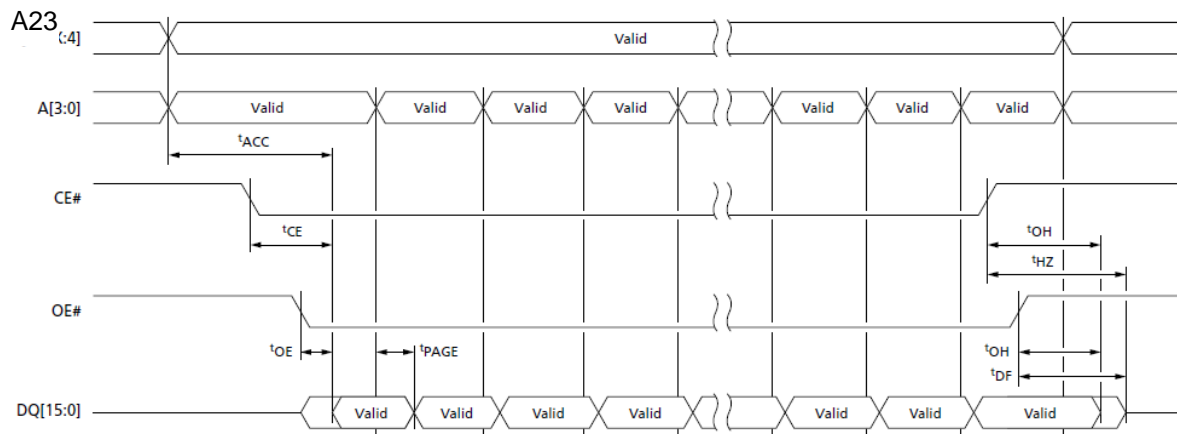 A23
:4] Valid
A[3:0] Valid Valid Valid Valid Valid Valid Valid
tACC
CE#
tCE tOH
tHZ
OE#
tOE tPAGE tOH
tDF
DQ[15:0] Valid Valid Valid Valid Valid Valid Valid